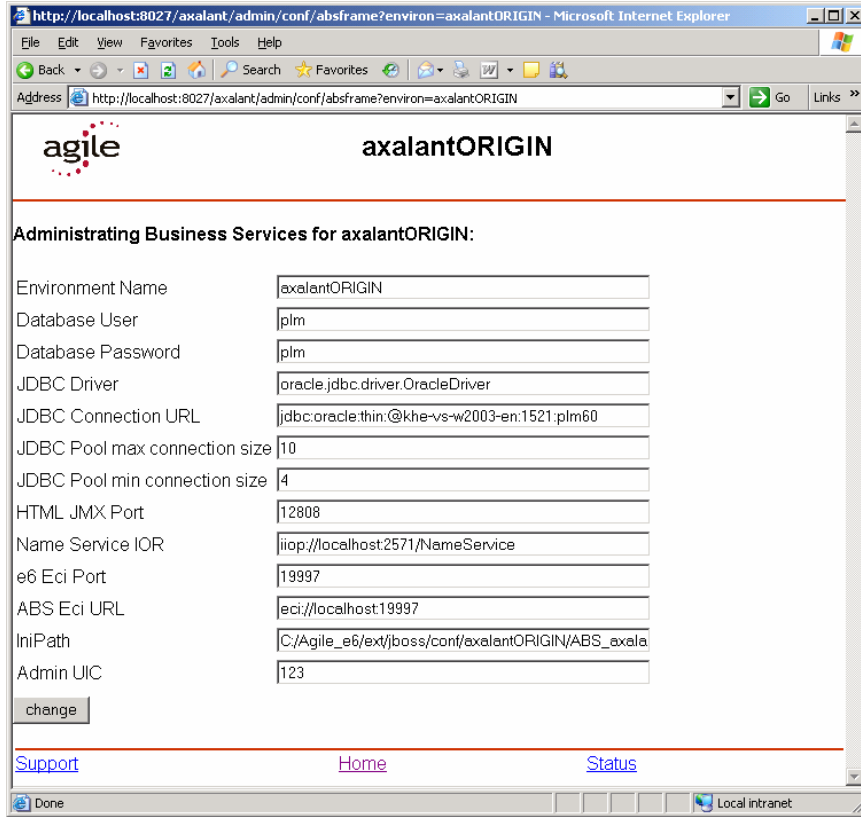 http://localhost:8027/axalant/admin/conf/absframe?environ=axalantORIGIN - Microsoft Internet Explorer
File Edit View Favorites Tools Help
Back Search Favorites
Address http://localhost:8027/axalant/admin/conf/absframe?environ=axalantORIGIN Go Links »
agile axalantORIGIN
Administrating Business Services for axalantORIGIN:
Environment Name axalantORIGIN
Database User plm
Database Password plm
JDBC Driver oracle.jdbc.driver.OracleDriver
JDBC Connection URL jdbc:oracle:thin:@khe-vs-w2003-en:1521:plm60
JDBC Pool max connection size 10
JDBC Pool min connection size 4
HTML JMX Port 12808
Name Service IOR iiop://localhost:2571/NameService
e6 Eci Port 19997
ABS Eci URL eci://localhost:19997
IniPath C:/Agile_e6/ext/jboss/conf/axalantORIGIN/ABS_axala
Admin UIC 123
change
Support Home Status
Done Local intranet